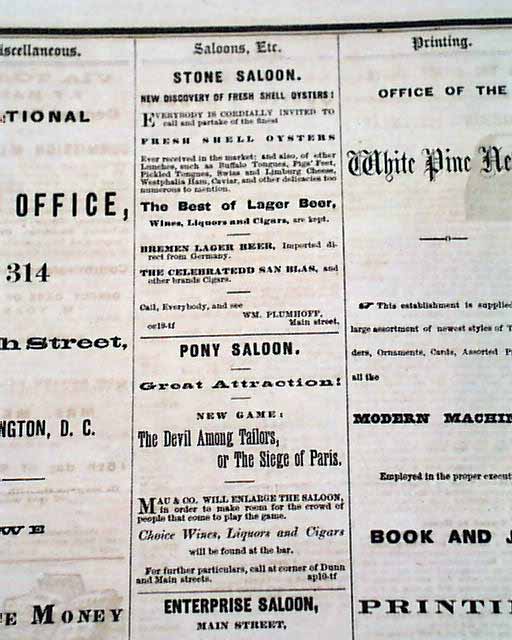 iscellaneous.
TIONAL
OFFICE,
314
h Street,
NGTON, D. C.
WE
E MONEY
Saloons, Etc.
STONE SALOON.
NEW DISCOVERY OF FRESH SHELL OYSTERS!
EVERYBODY IS CORDIALLY INVITED TO
call and partake of the finest
FRESH SHELL OYSTERS
Ever received in the market; and also, of other
Lunches, such as Buffalo Tongues, Pigs' Feet,
Pickled Tongues, Swiss and Limburg Cheese,
Westphalia Ham, Caviar, and other delicacies too
numerous to mention.
The Best of Lager Beer,
Wines, Liquors and Cigars, are kept.
BREMEN LAGER BEER, Imported di-
rect from Germany.
THE CELEBRATEDD SAN BLAS, and
other brands Cigars.
Call, Everybody, and see
WM. PLUMHOFF,
oc19-tf Main street.
PONY SALOON.
Great Attraction!
NEW GAME:
The Devil Among Tailors,
or The Siege of Paris.
MAU & CO. WILL ENLARGE THE SALOON,
in order to make room for the crowd of
people that come to play the game.
Choice Wines, Liquors and Cigars
will be found at the bar.
For further particulars, call at corner of Dunn
and Main streets. ap10-tf
ENTERPRISE SALOON,
MAIN STREET,
Printing.
OFFICE OF THE
White Pine Ne
This establishment is supplied
large assortment of newest styles of T
ders, Ornaments, Cards, Assorted P
all the
MODERN MACHIN
Employed in the proper execut
BOOK AND J
PRINTIN